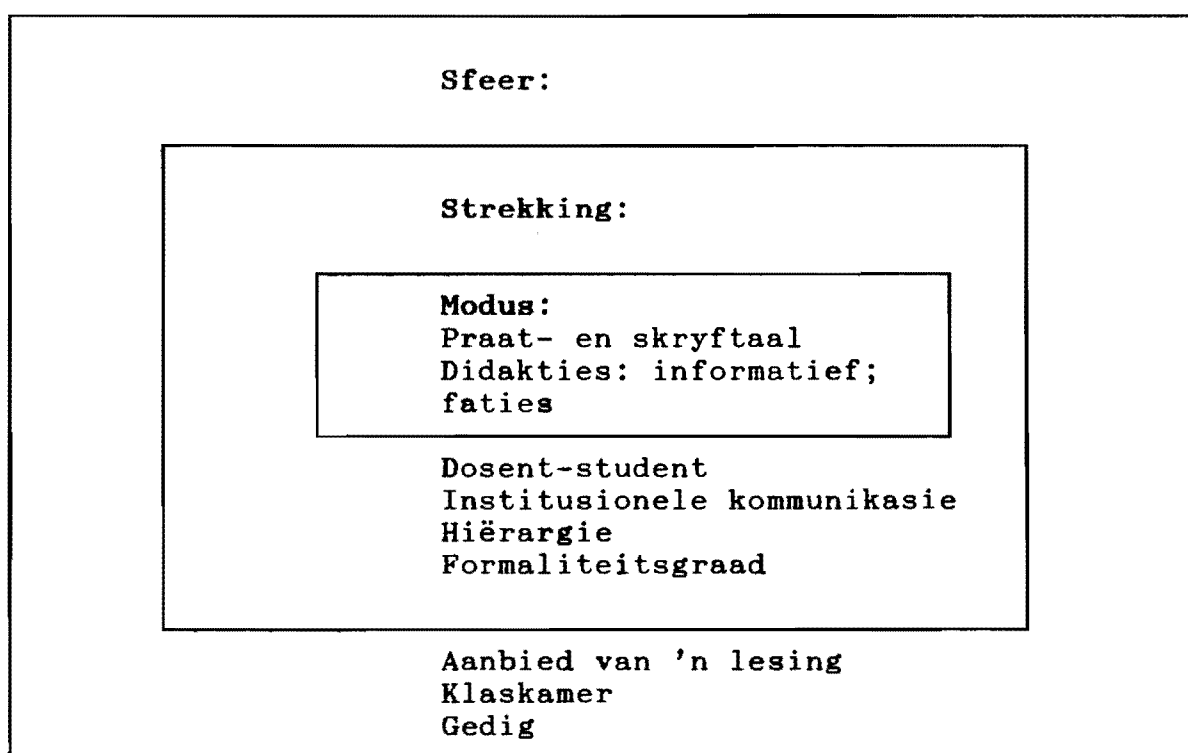 Sfeer:
Strekking:
Modus:
Praat- en skryftaal
Didakties: informatief;
faties
Dosent-student
Institusionele kommunikasie
Hiërargie
Formaliteitsgraad
Aanbied van 'n lesing
Klaskamer
Gedig